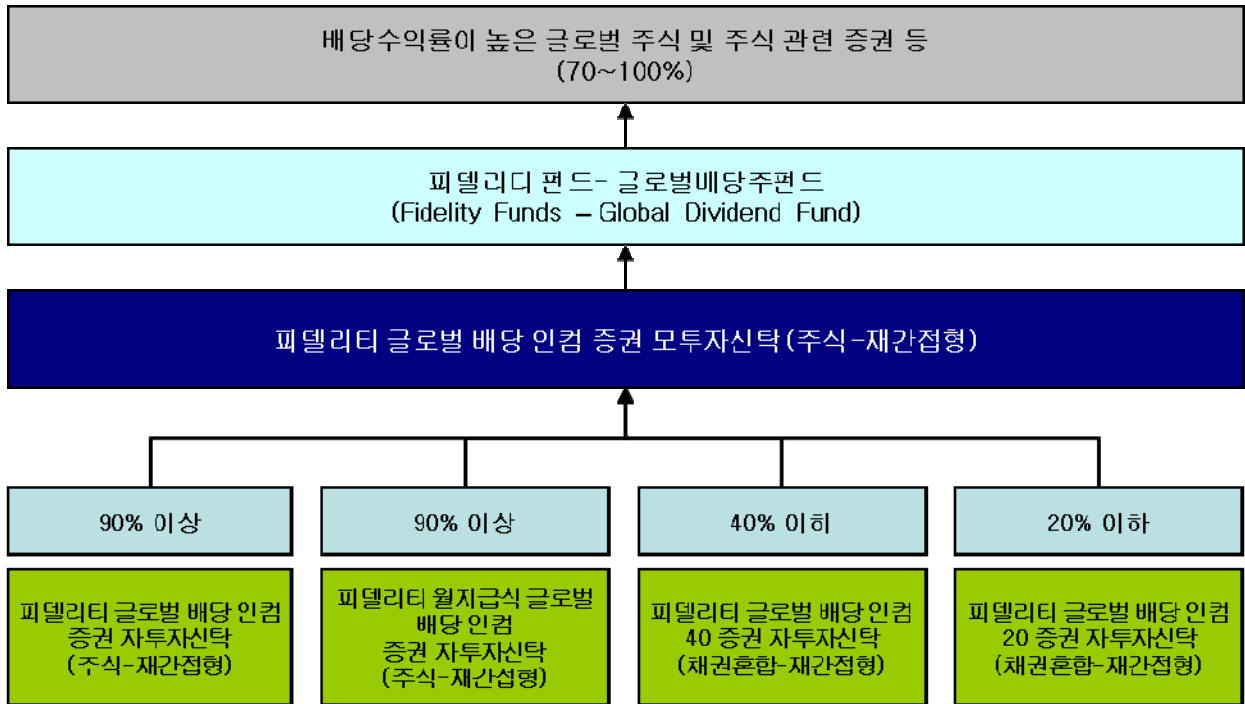 배당수익률이 높은 글로벌 주식 및 주식 관련 증권 등
(70~100%)
피델리디 펀드- 글로벌배당주펀드
(Fidelity Funds – Global Dividend Fund)
피델리티 글로벌 배당 인컴 증권 모투자신탁(주식-재간접형)
90% 이상
90% 이상
40% 이히
20% 이하
피델리티 글로벌 배당 인컴
증권 자투자신탁
(주식-재간접형)
피델리티 월지급식 글로벌
배당 인컴
증권 자투자신탁
(주식-재간섭형)
피델리티 글로벌 배당 인컴
40 증권 자투자신탁
(채권혼합-재간접형)
피델리티 글로벌 배당 인컴
20 증권 자투자신탁
(채권혼합-재간접형)